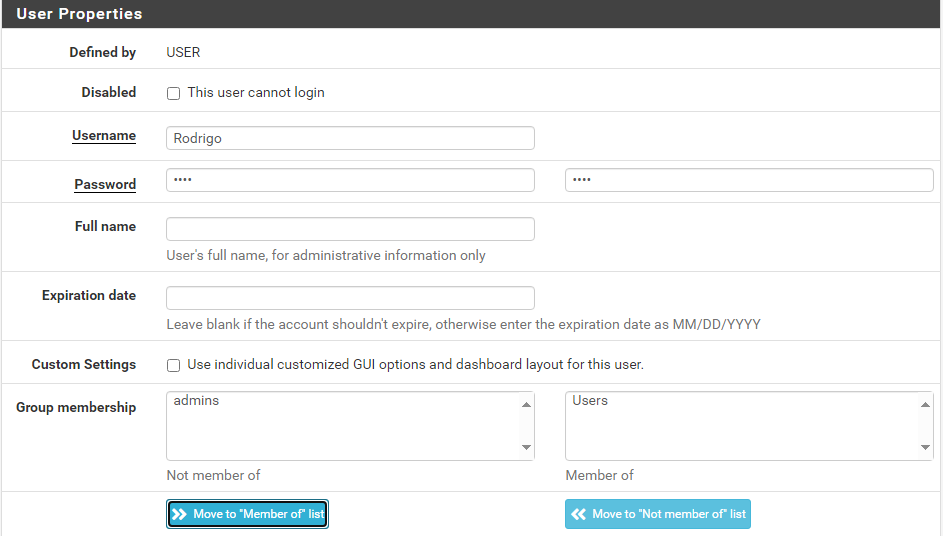 User Properties
Defined by USER
Disabled This user cannot login
Username Rodrigo
Password •••• ••••
Full name
User's full name, for administrative information only
Expiration date
Leave blank if the account shouldn't expire, otherwise enter the expiration date as MM/DD/YYYY
Custom Settings Use individual customized GUI options and dashboard layout for this user.
Group membership admins Users
Not member of Member of
Move to "Member of" list Move to "Not member of" list